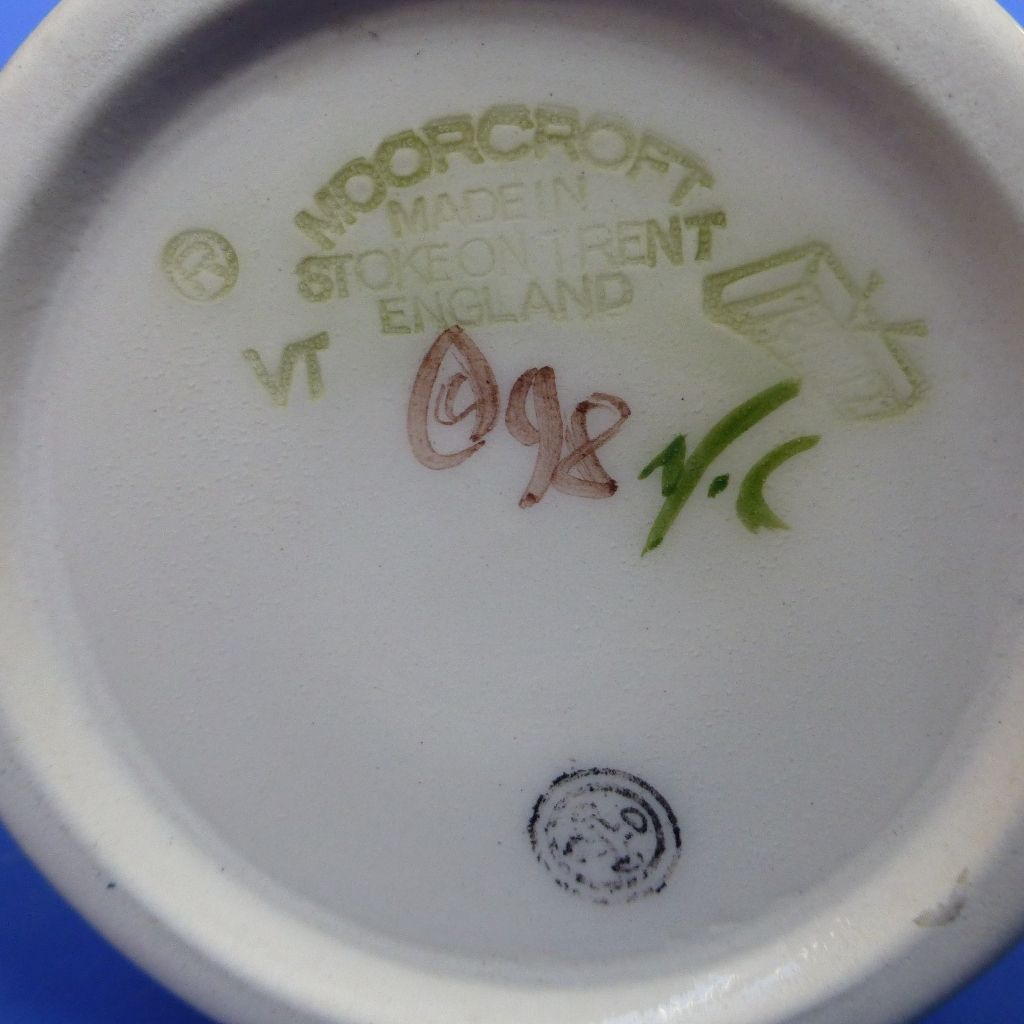 MOORCROFT
MADE IN
STOKE ON TRENT
ENGLAND
®
VT
© 98
N.C